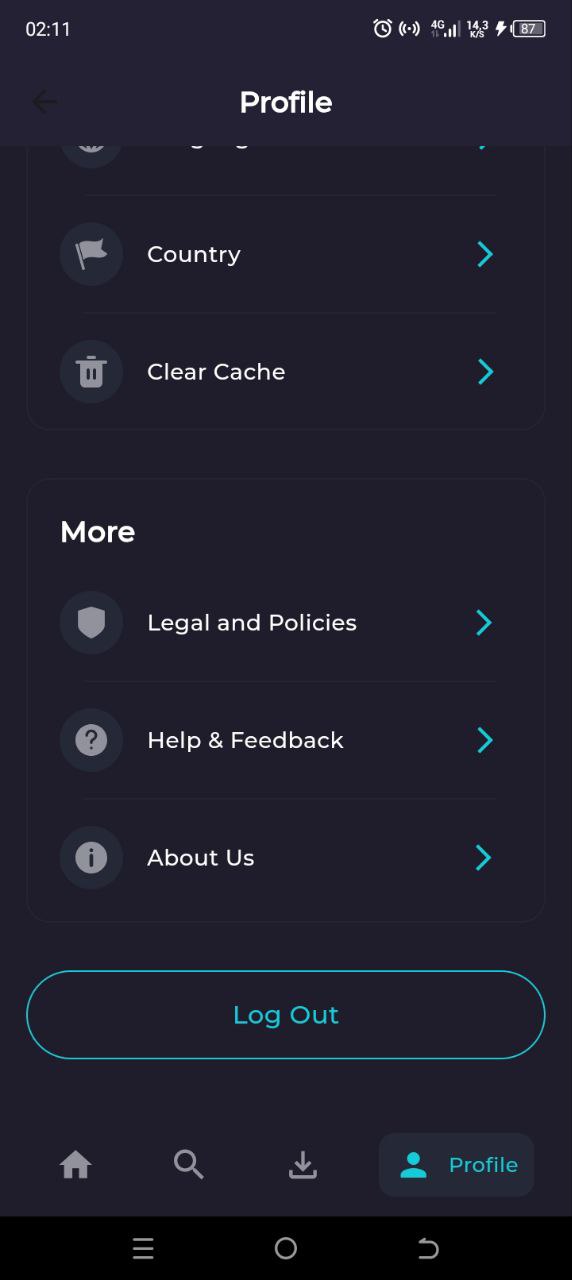 02:11
4G
14,3
K/S
87
Profile
Country
Clear Cache
More
Legal and Policies
Help & Feedback
About Us
Log Out
Profile